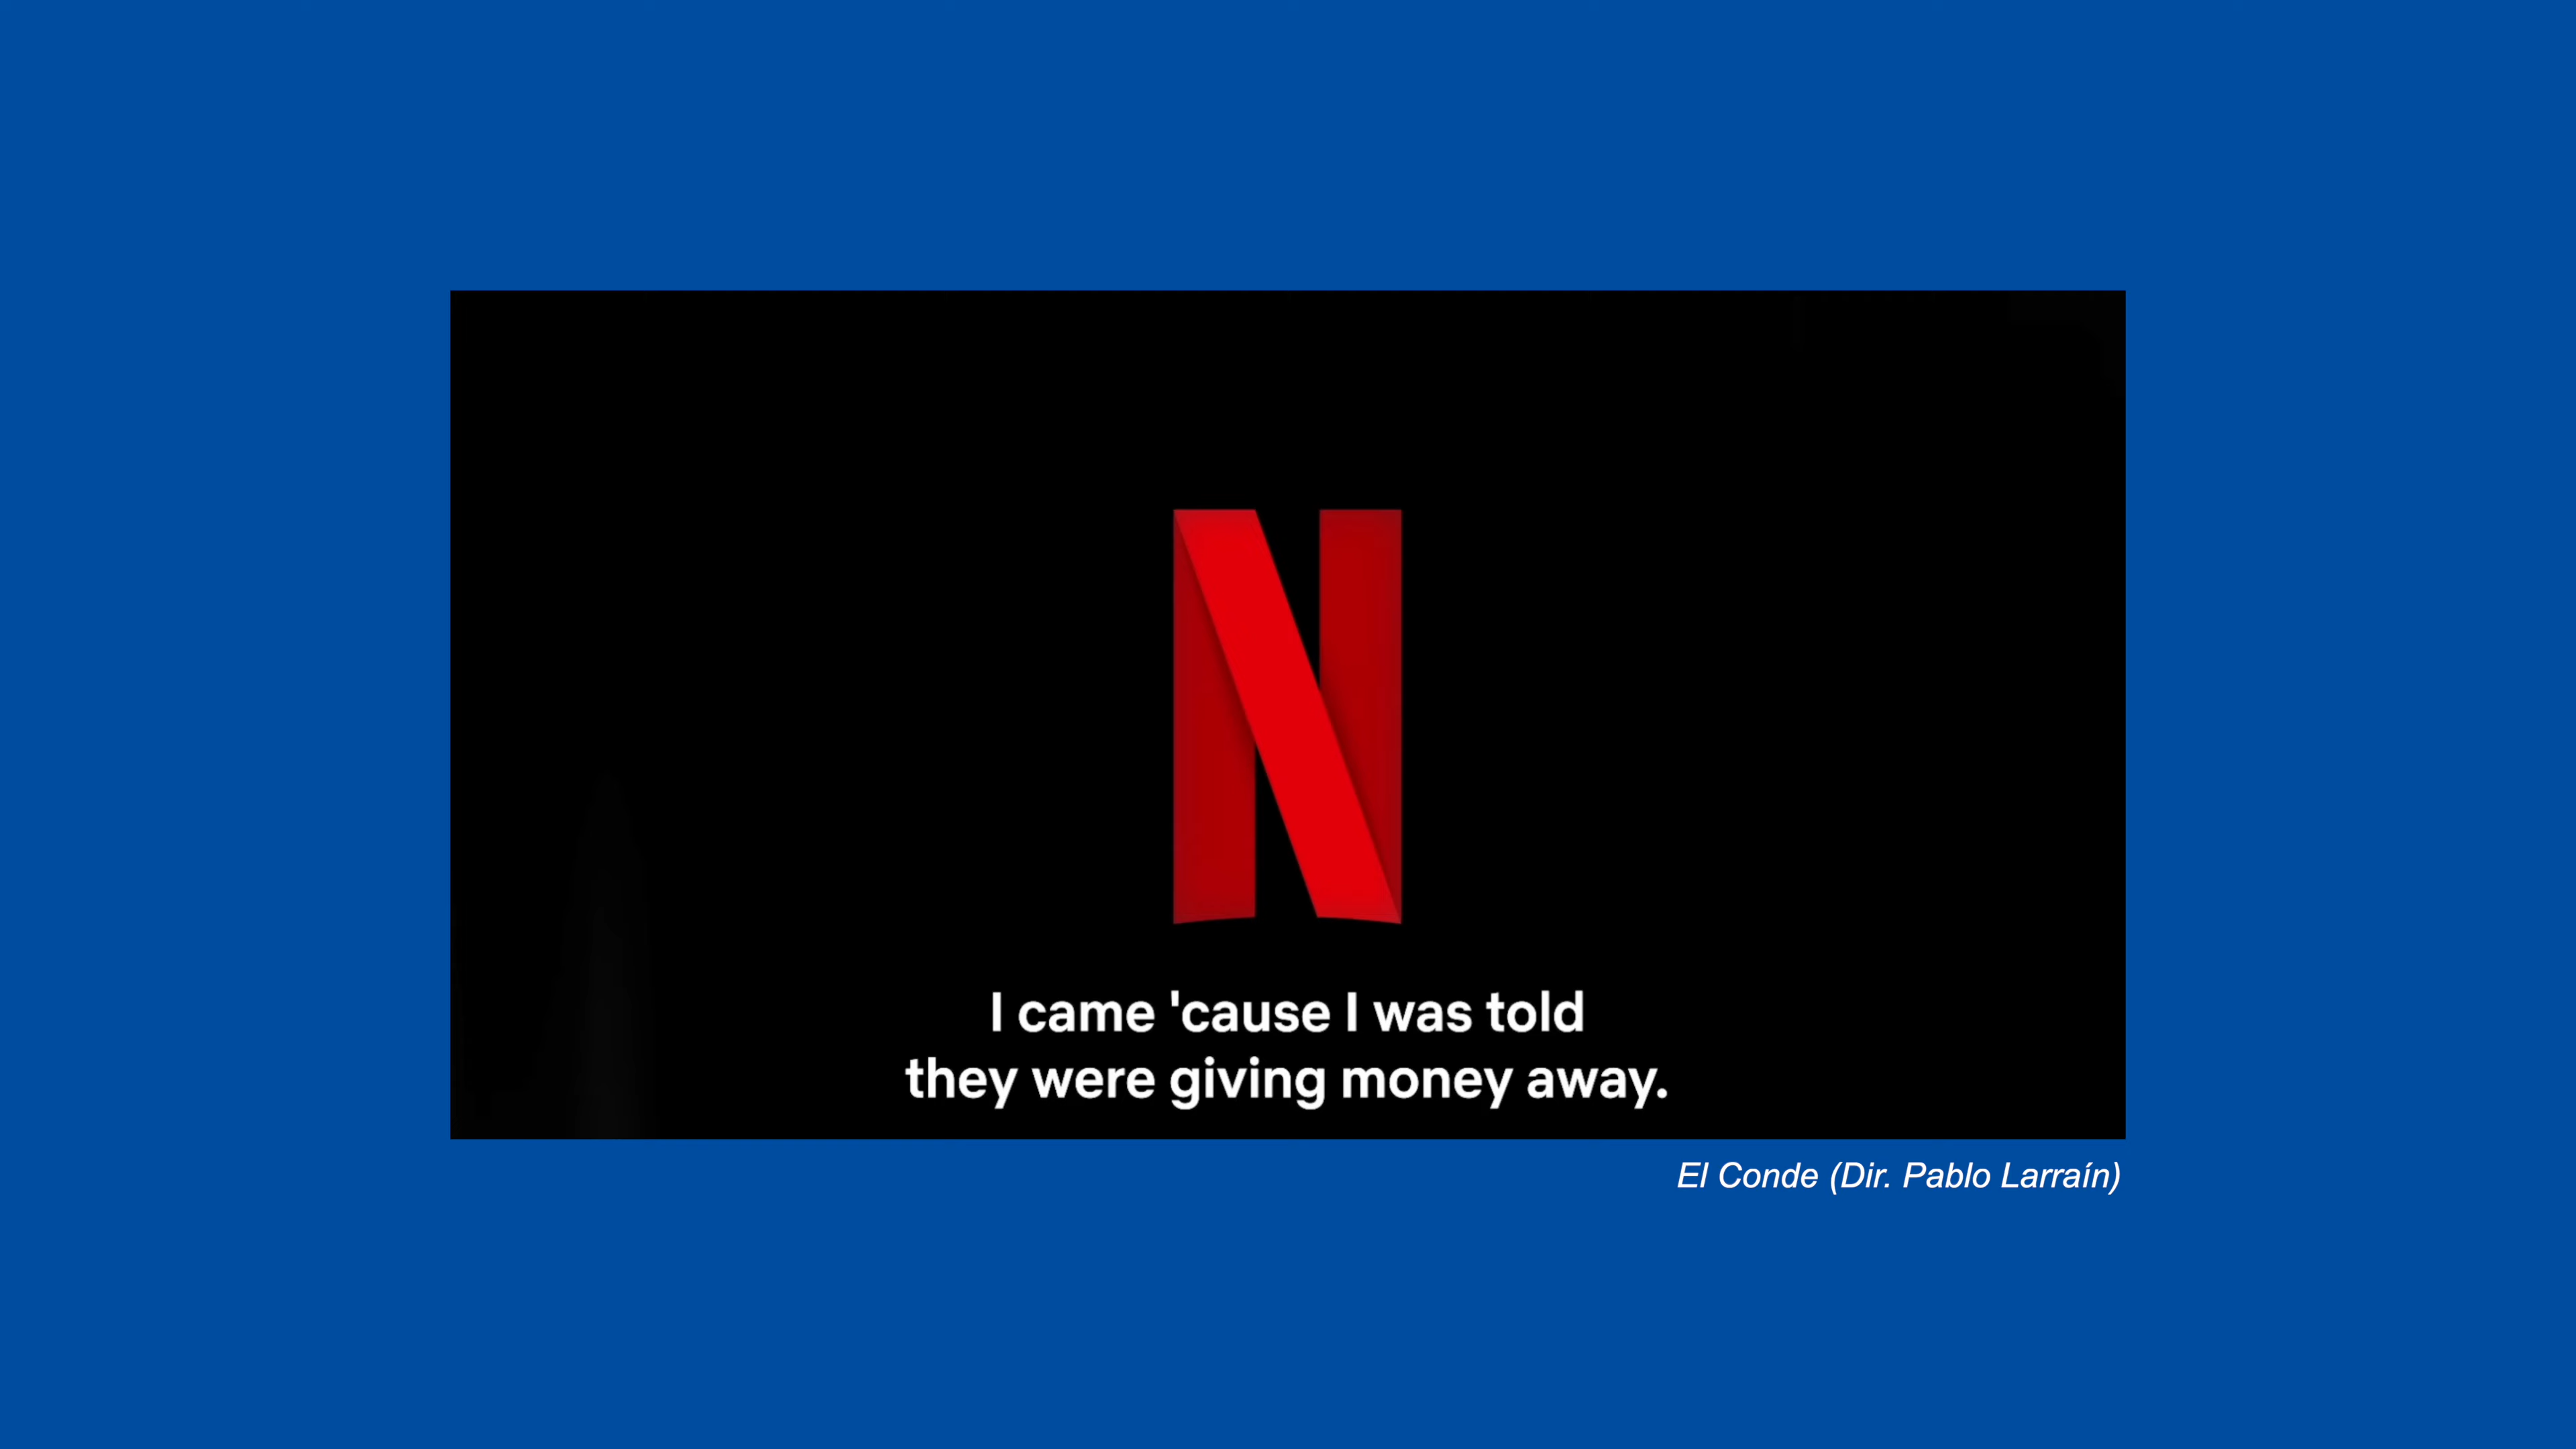 N
I came 'cause I was told
they were giving money away.
El Conde (Dir. Pablo Larraín)